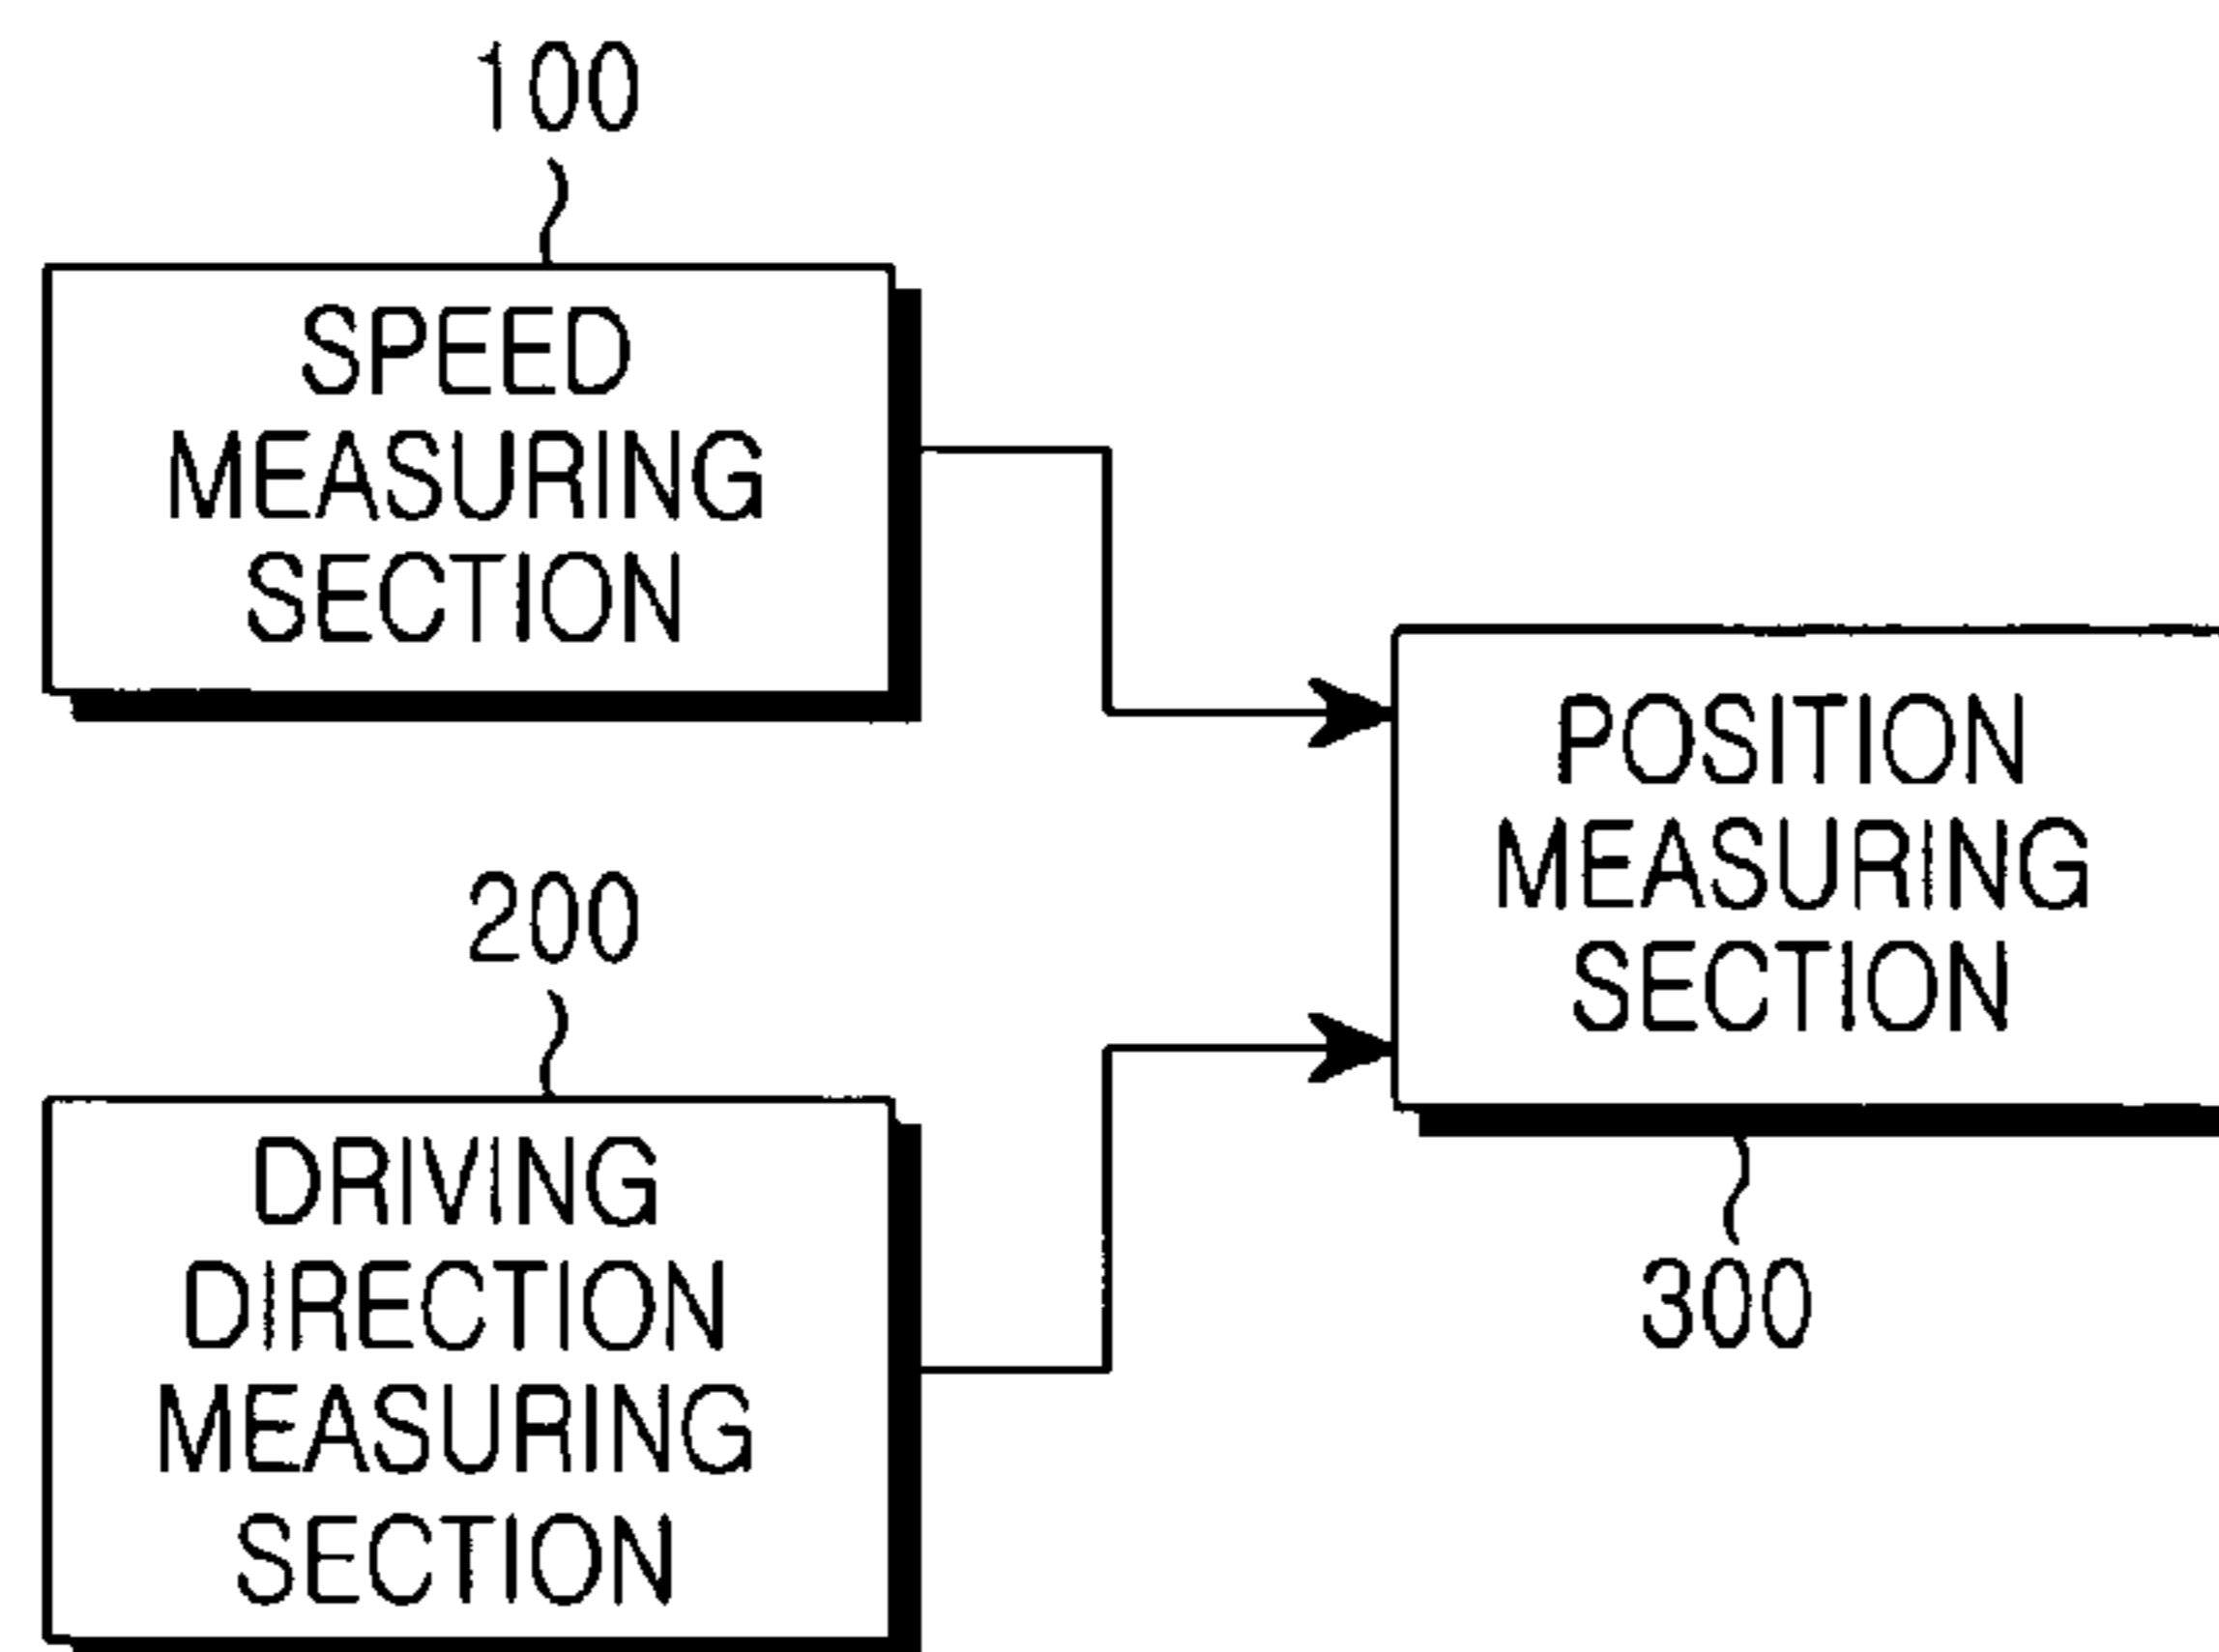 100
SPEED
MEASURING
SECTION
200
DRIVING
DIRECTION
MEASURING
SECTION
POSITION
MEASURING
SECTION
300